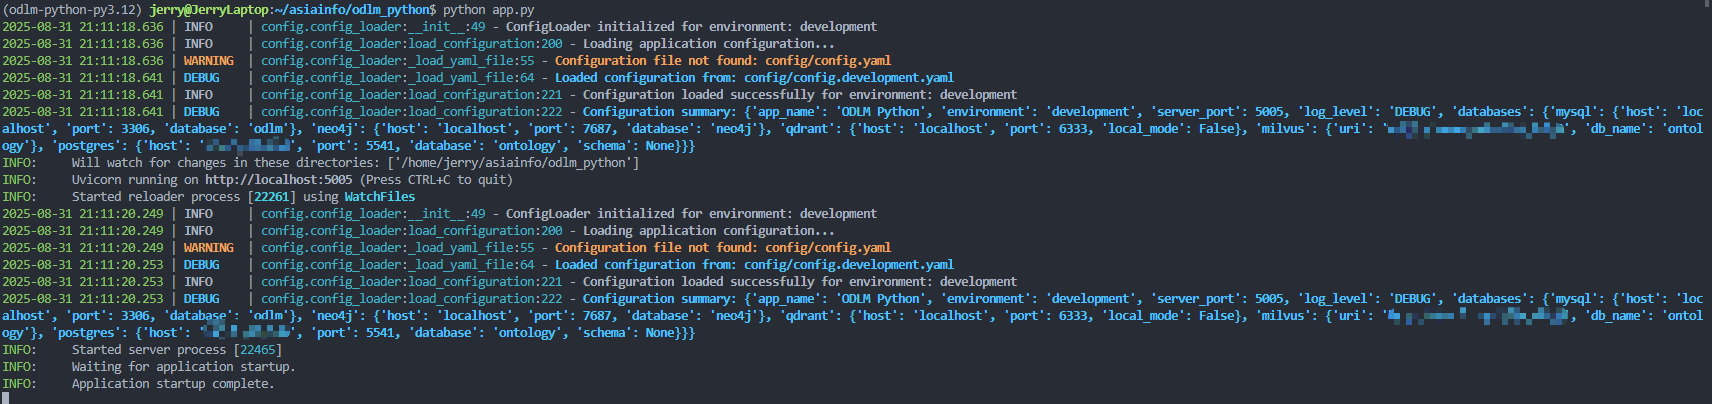 (odlm-python-py3.12) jerry@JerryLaptop:~/asiainfo/odlm_python$ python app.py
2025-08-31 21:11:18.636 | INFO     | config.config_loader:__init__:49 - ConfigLoader initialized for environment: development
2025-08-31 21:11:18.636 | INFO     | config.config_loader:load_configuration:200 - Loading application configuration...
2025-08-31 21:11:18.636 | WARNING  | config.config_loader:_load_yaml_file:55 - Configuration file not found: config/config.yaml
2025-08-31 21:11:18.641 | DEBUG    | config.config_loader:_load_yaml_file:64 - Loaded configuration from: config/config.development.yaml
2025-08-31 21:11:18.641 | INFO     | config.config_loader:load_configuration:221 - Configuration loaded successfully for environment: development
2025-08-31 21:11:18.641 | DEBUG    | config.config_loader:load_configuration:222 - Configuration summary: {'app_name': 'ODLM Python', 'environment': 'development', 'server_port': 5005, 'log_level': 'DEBUG', 'databases': {'mysql': {'host': 'loc
alhost', 'port': 3306, 'database': 'odlm'}, 'neo4j': {'host': 'localhost', 'port': 7687, 'database': 'neo4j'}, 'qdrant': {'host': 'localhost', 'port': 6333, 'local_mode': False}, 'milvus': {'uri': ' ', 'db_name': 'ontol
ogy'}, 'postgres': {'host': ' ', 'port': 5541, 'database': 'ontology', 'schema': None}}}
INFO:     Will watch for changes in these directories: ['/home/jerry/asiainfo/odlm_python']
INFO:     Uvicorn running on http://localhost:5005 (Press CTRL+C to quit)
INFO:     Started reloader process [22261] using WatchFiles
2025-08-31 21:11:20.249 | INFO     | config.config_loader:__init__:49 - ConfigLoader initialized for environment: development
2025-08-31 21:11:20.249 | INFO     | config.config_loader:load_configuration:200 - Loading application configuration...
2025-08-31 21:11:20.249 | WARNING  | config.config_loader:_load_yaml_file:55 - Configuration file not found: config/config.yaml
2025-08-31 21:11:20.253 | DEBUG    | config.config_loader:_load_yaml_file:64 - Loaded configuration from: config/config.development.yaml
2025-08-31 21:11:20.253 | INFO     | config.config_loader:load_configuration:221 - Configuration loaded successfully for environment: development
2025-08-31 21:11:20.253 | DEBUG    | config.config_loader:load_configuration:222 - Configuration summary: {'app_name': 'ODLM Python', 'environment': 'development', 'server_port': 5005, 'log_level': 'DEBUG', 'databases': {'mysql': {'host': 'loc
alhost', 'port': 3306, 'database': 'odlm'}, 'neo4j': {'host': 'localhost', 'port': 7687, 'database': 'neo4j'}, 'qdrant': {'host': 'localhost', 'port': 6333, 'local_mode': False}, 'milvus': {'uri': ' ', 'db_name': 'ontol
ogy'}, 'postgres': {'host': ' ', 'port': 5541, 'database': 'ontology', 'schema': None}}}
INFO:     Started server process [22465]
INFO:     Waiting for application startup.
INFO:     Application startup complete.